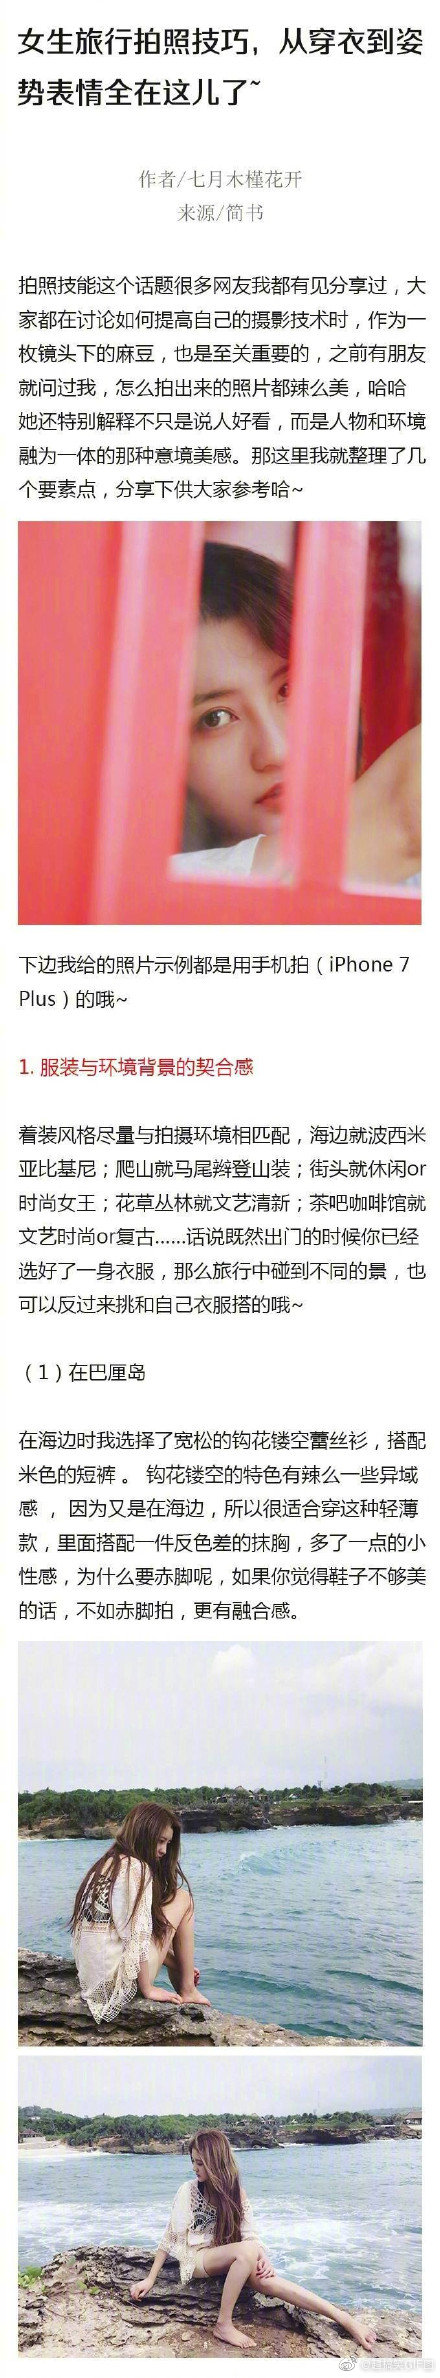 女生旅行拍照技巧，从穿衣到姿
势表情全在这儿了~
作者/七月木槿花开
来源/简书
拍照技能这个话题很多网友我都有见分享过，大
家都在讨论如何提高自己的摄影技术时，作为一
枚镜头下的麻豆，也是至关重要的，之前有朋友
就问过我，怎么拍出来的照片都辣么美，哈哈
她还特别解释不只是说人好看，而是人物和环境
融为一体的那种意境美感。那这里我就整理了几
个要素点，分享下供大家参考哈~
下边我给的照片示例都是用手机拍（iPhone 7
Plus）的哦~
1. 服装与环境背景的契合感
着装风格尽量与拍摄环境相匹配，海边就波西米
亚比基尼；爬山就马尾辫登山装；街头就休闲or
时尚女王；花草丛林就文艺清新；茶吧咖啡馆就
文艺时尚or复古......话说既然出门的时候你已经
选好了一身衣服，那么旅行中碰到不同的景，也
可以反过来挑和自己衣服搭的哦~
（1）在巴厘岛
在海边时我选择了宽松的钩花镂空蕾丝衫，搭配
米色的短裤 。 钩花镂空的特色有辣么一些异域
感 ， 因为又是在海边，所以很适合穿这种轻薄
款，里面搭配一件反色差的抹胸，多了一点的小
性感，为什么要赤脚呢，如果你觉得鞋子不够美
的话，不如赤脚拍，更有融合感。